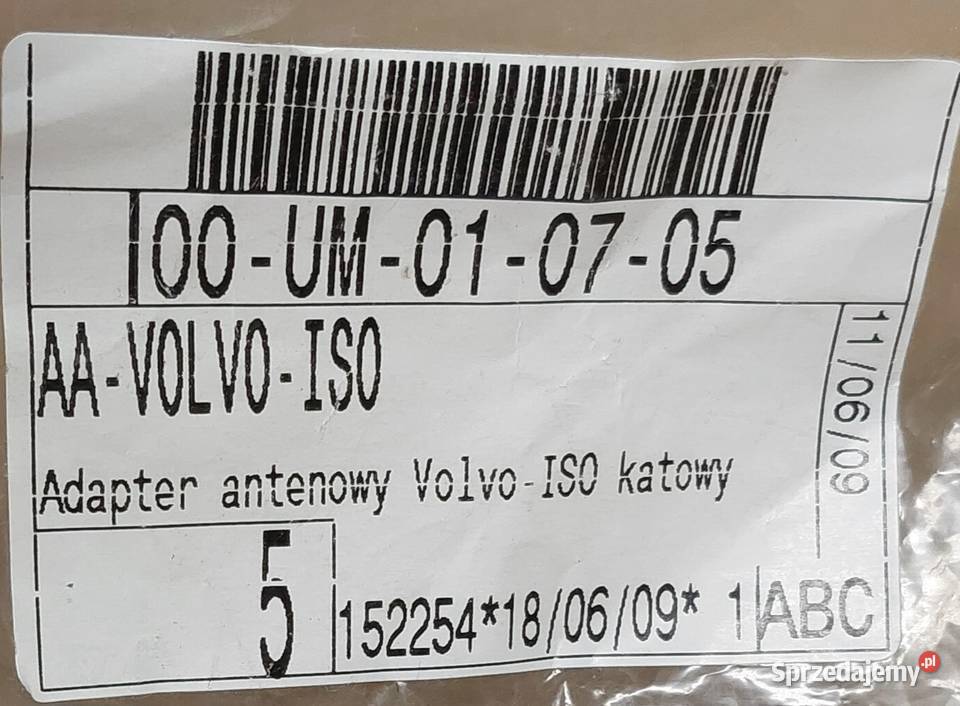 00-UM-01-07-05
AA-VOLVO-ISO
11/06/09
Adapter antenowy Volvo-ISO katowy
5
152254*18/06/09* 1
ABC
Sprzedajemy.pl